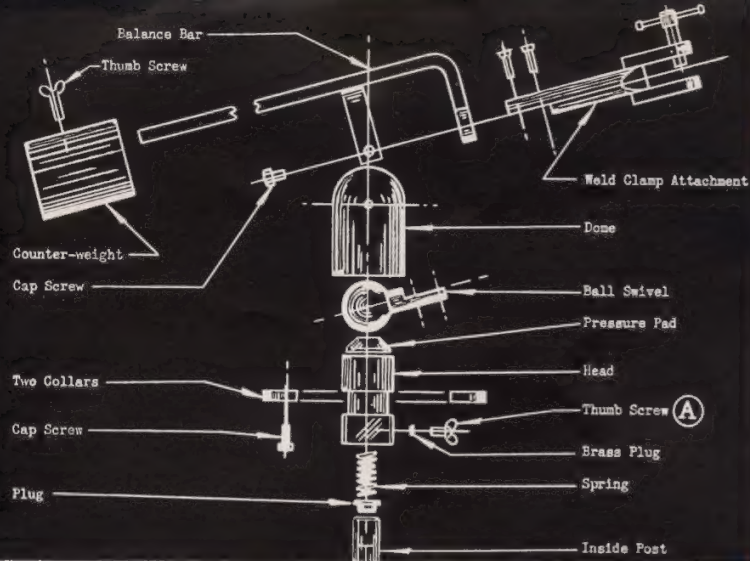 Balance Bar
Thumb Screw
Weld Clamp Attachment
Dome
Counter-weight
Cap Screw
Ball Swivel
Pressure Pad
Two Collars
Head
Thumb Screw A
Cap Screw
Brass Plug
Plug
Spring
Inside Post